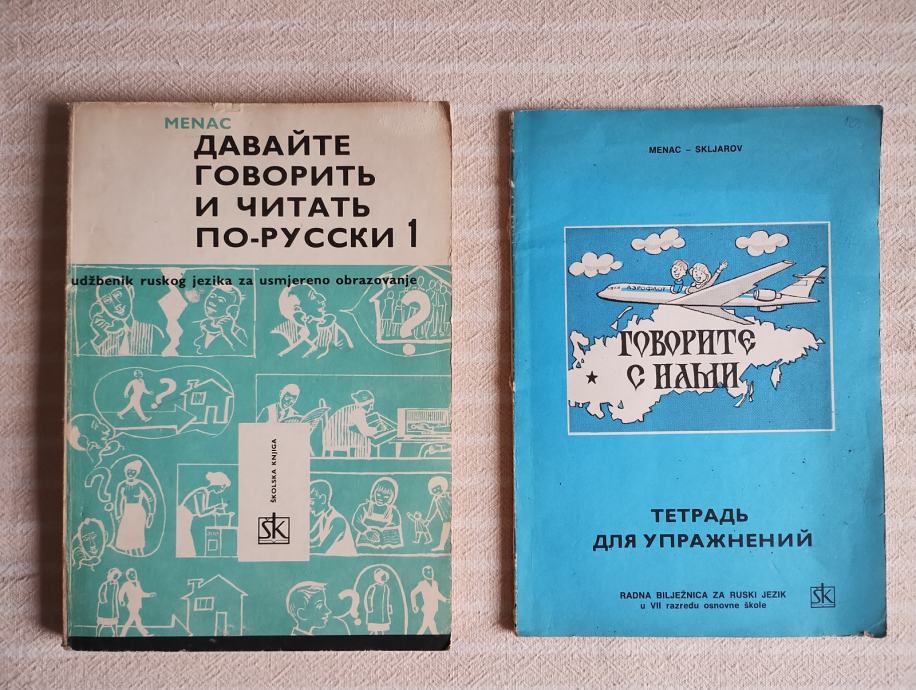 MENAC
ДАВАЙТЕ
ГОВОРИТЬ
И ЧИТАТЬ
ПО-РУССКИ 1
udžbenik ruskog jezika za usmjereno obrazovanje
ŠKOLSKA KNJIGA
šk
MENAC – SKLJAROV
АЭРОФЛОТ
ГОВОРИТЕ
С НАМИ
ТЕТРАДЬ
ДЛЯ УПРАЖНЕНИЙ
RADNA BILJEŽNICA ZA RUSKI JEZIK
u VII razredu osnovne škole
šk